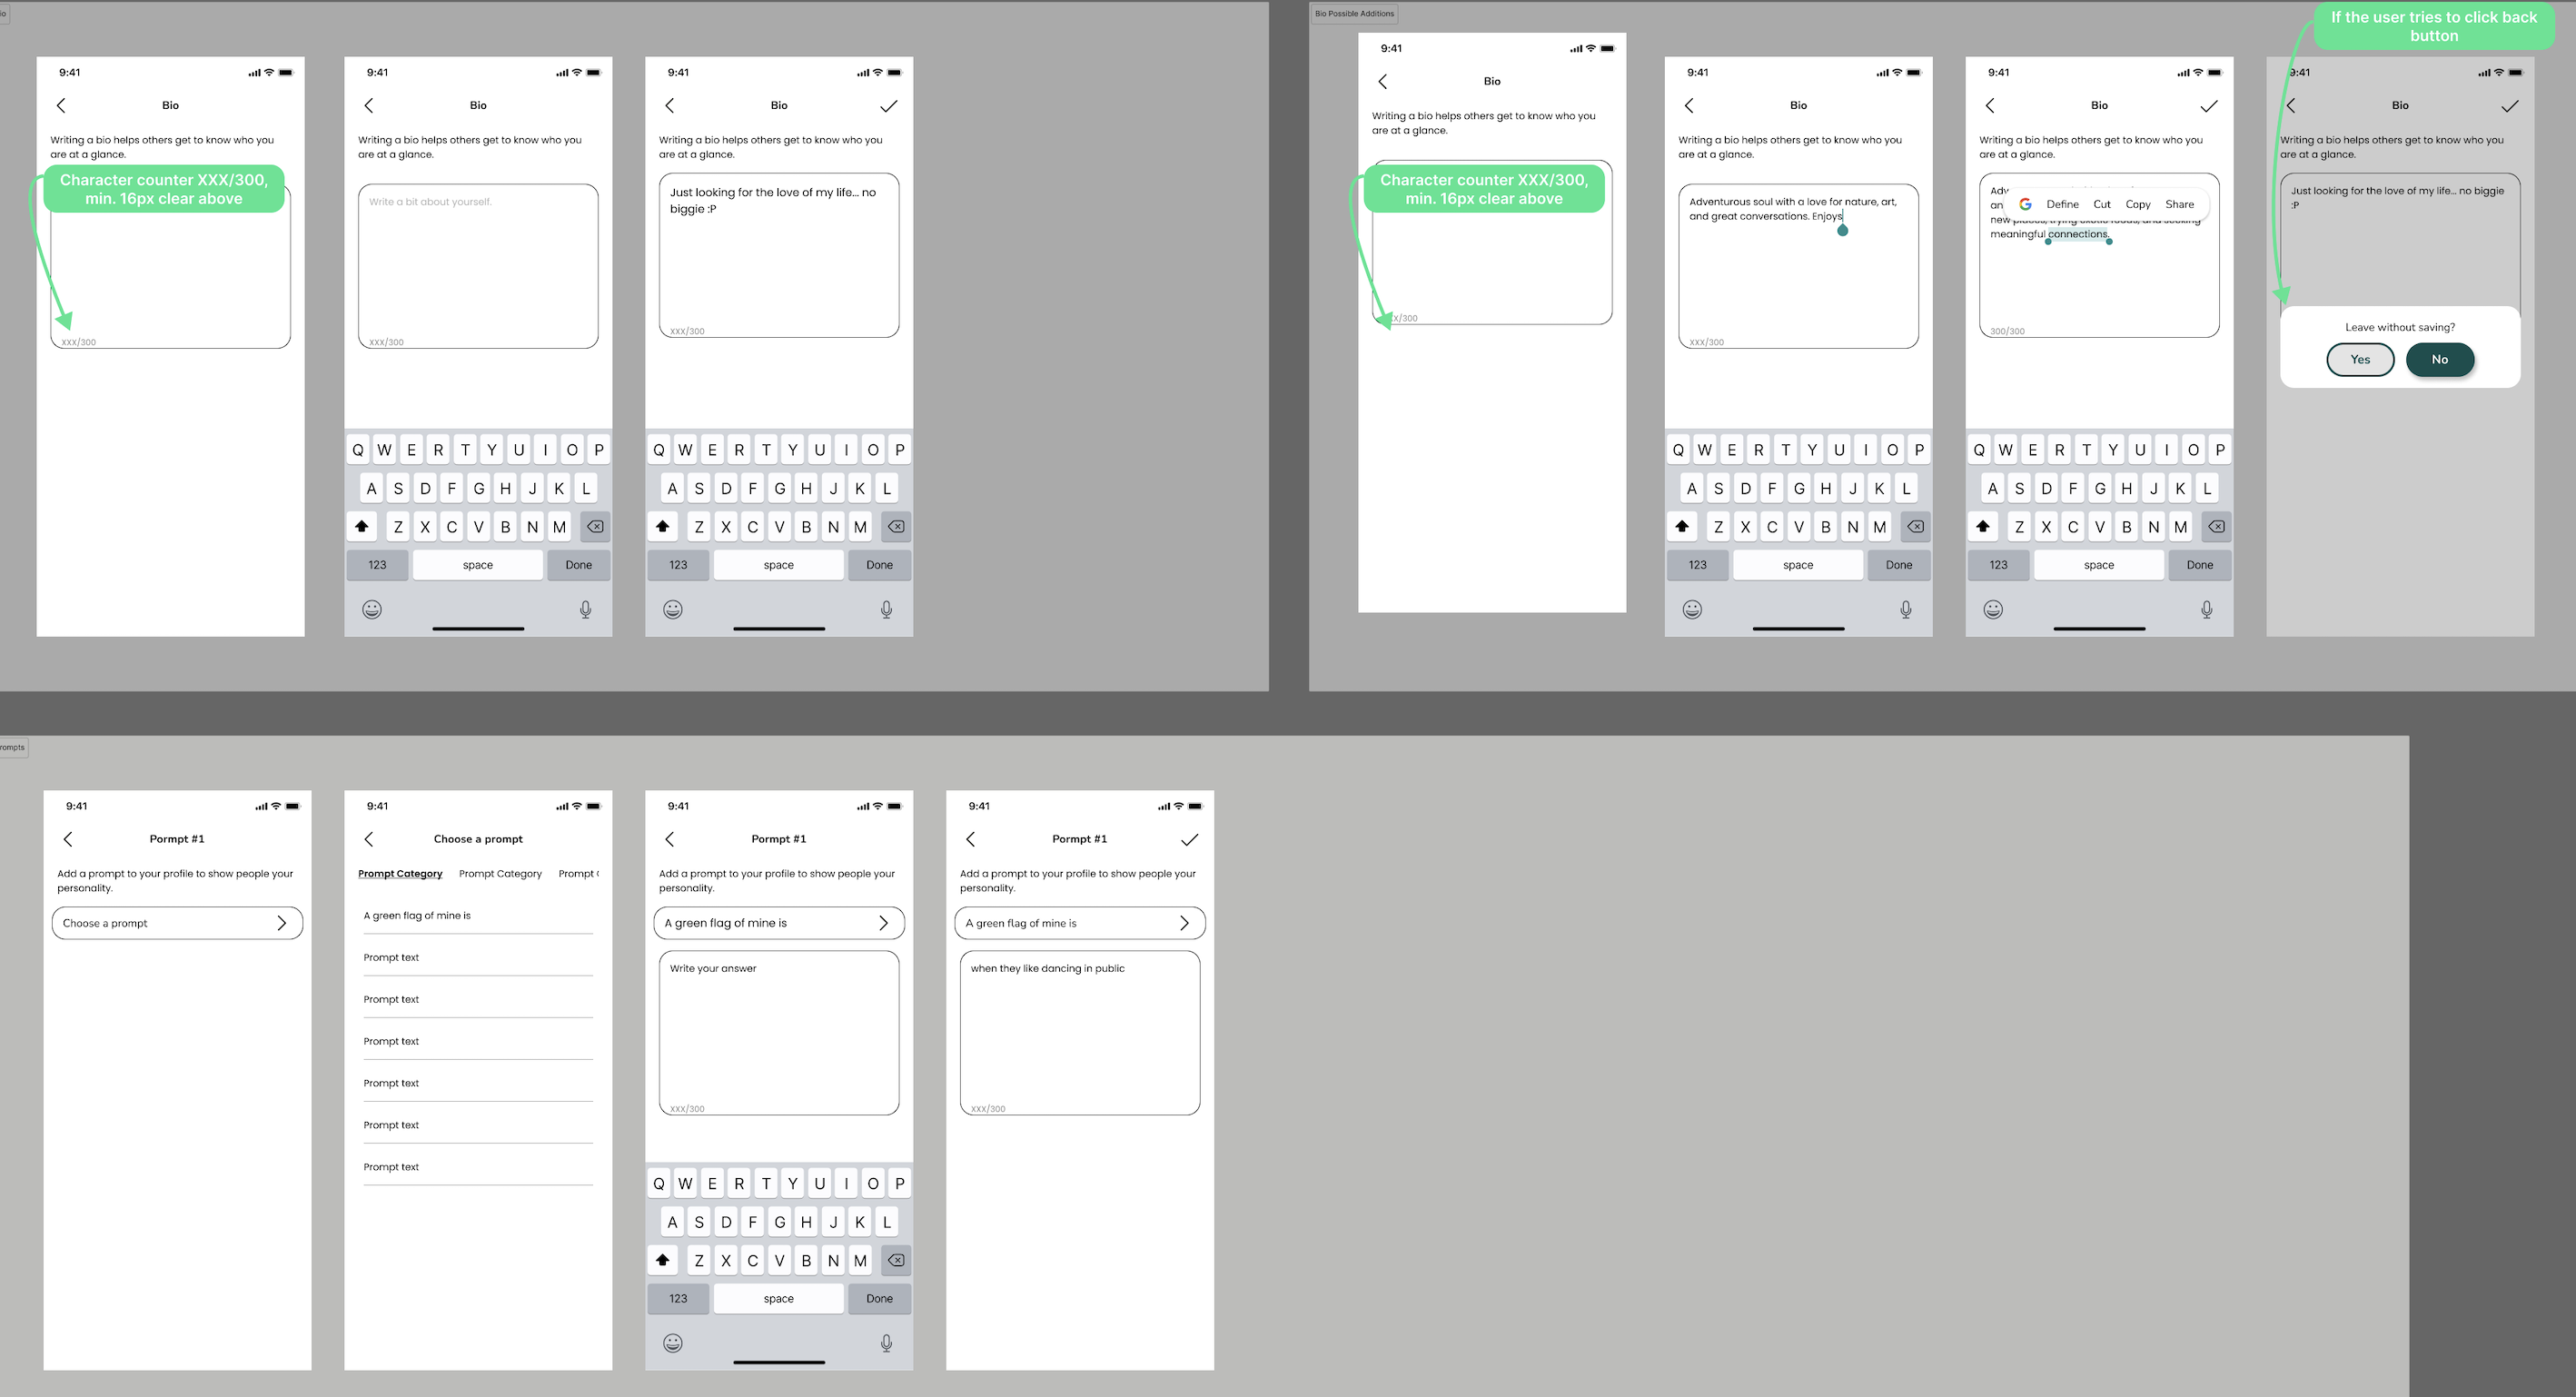 io
9:41
Bio
Writing a bio helps others get to know who you
are at a glance.
Character counter XXX/300,
min. 16px clear above
XXX/300
9:41
Bio
Writing a bio helps others get to know who you
are at a glance.
Write a bit about yourself.
XXX/300
Q W E R T Y U I O P
A S D F G H J K L
Z X C V B N M
123 space Done
9:41
Bio
Writing a bio helps others get to know who you
are at a glance.
Just looking for the love of my life... no
biggie :P
XXX/300
Q W E R T Y U I O P
A S D F G H J K L
Z X C V B N M
123 space Done
Bio Possible Additions
9:41
Bio
Writing a bio helps others get to know who you
are at a glance.
Character counter XXX/300,
min. 16px clear above
X/300
9:41
Bio
Writing a bio helps others get to know who you
are at a glance.
Adventurous soul with a love for nature, art,
and great conversations. Enjoys
XXX/300
Q W E R T Y U I O P
A S D F G H J K L
Z X C V B N M
123 space Done
9:41
Bio
Writing a bio helps others get to know who you
are at a glance.
Adv
an
G Define Cut Copy Share
new places, trying exotic foods, and seeking
meaningful connections.
300/300
Q W E R T Y U I O P
A S D F G H J K L
Z X C V B N M
123 space Done
If the user tries to click back
button
9:41
Bio
Writing a bio helps others get to know who you
are at a glance.
Just looking for the love of my life... no biggie
:P
Leave without saving?
Yes No
rompts
9:41
Pormpt #1
Add a prompt to your profile to show people your
personality.
Choose a prompt
9:41
Choose a prompt
Prompt Category Prompt Category Prompt C
A green flag of mine is
Prompt text
Prompt text
Prompt text
Prompt text
Prompt text
Prompt text
9:41
Pormpt #1
Add a prompt to your profile to show people your
personality.
A green flag of mine is
Write your answer
XXX/300
Q W E R T Y U I O P
A S D F G H J K L
Z X C V B N M
123 space Done
9:41
Pormpt #1
Add a prompt to your profile to show people your
personality.
A green flag of mine is
when they like dancing in public
XXX/300